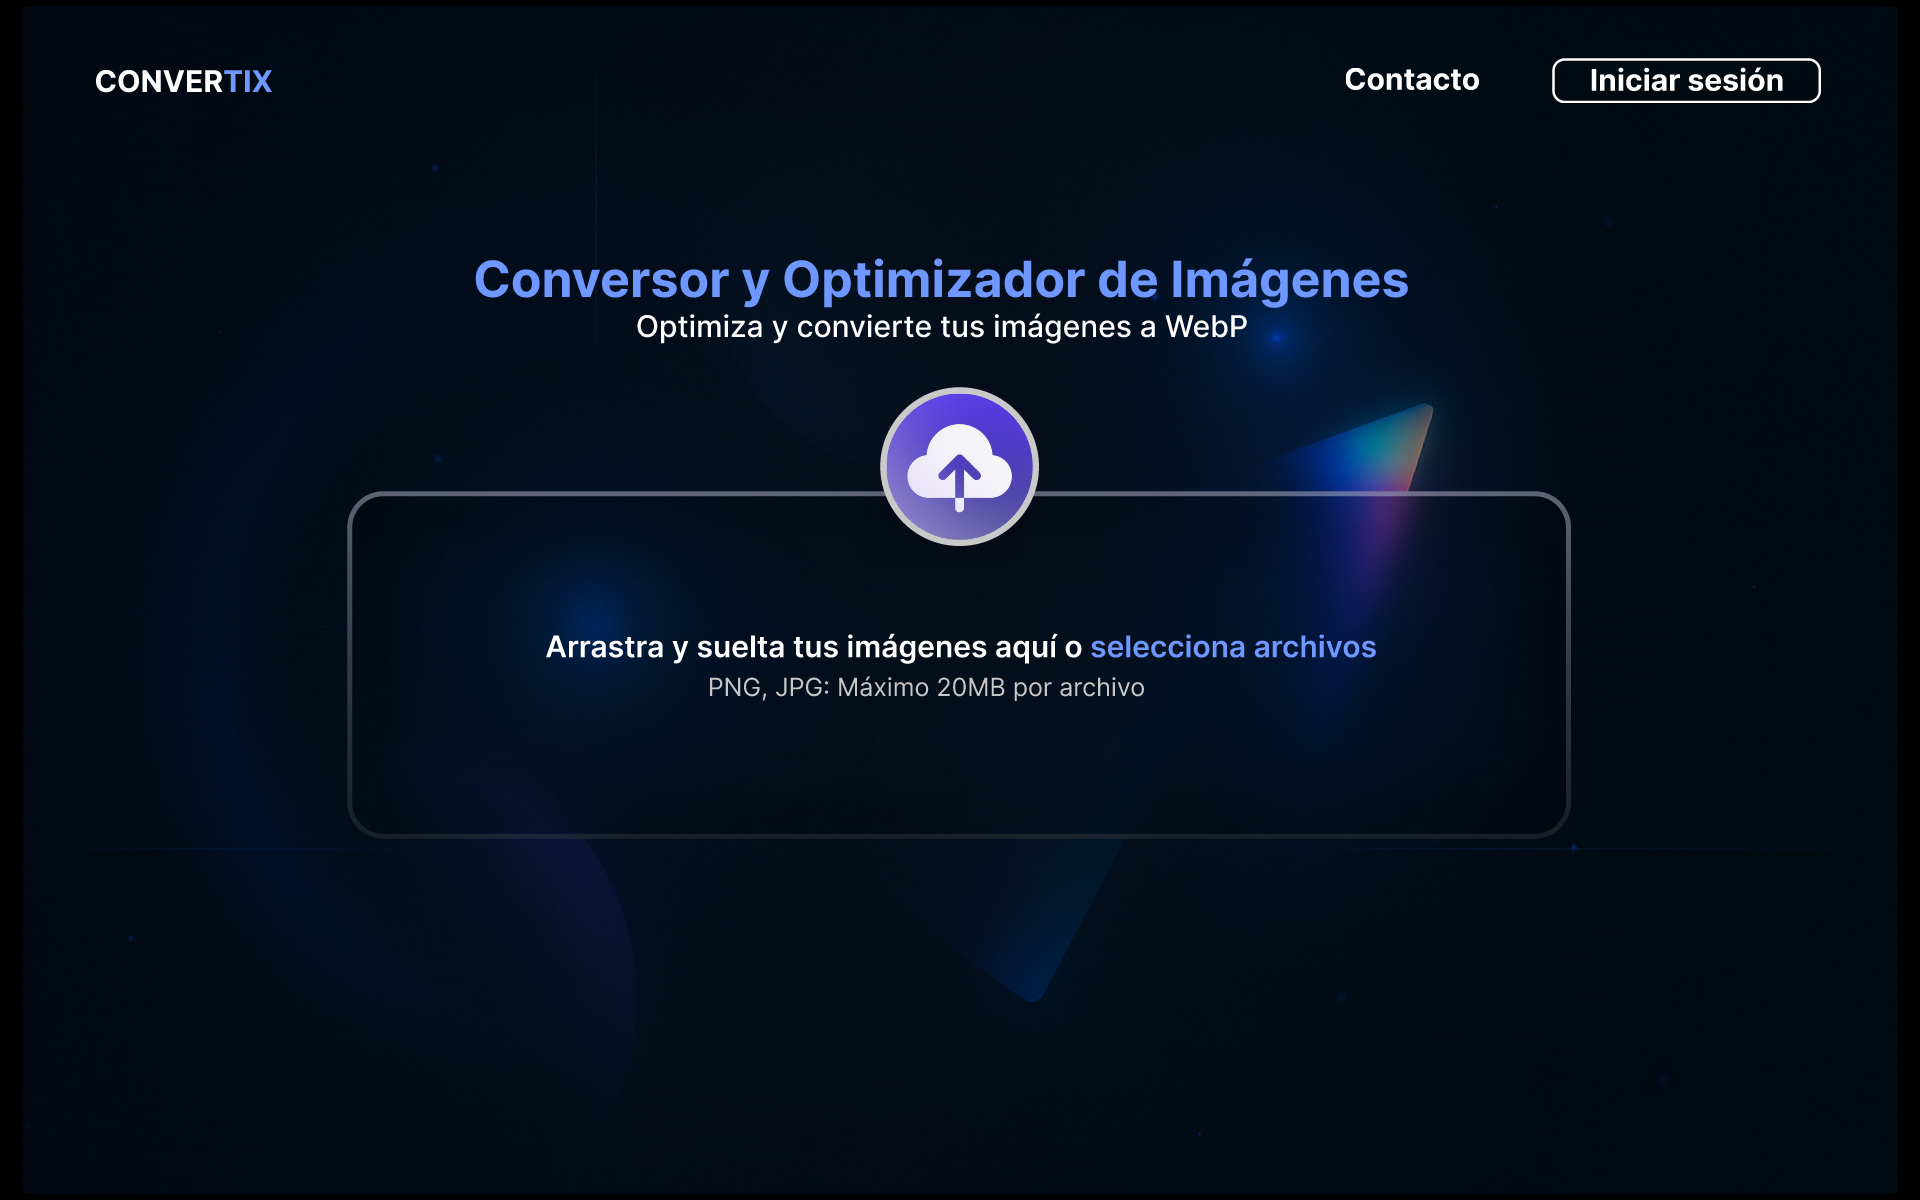 CONVERTIX
Contacto
Iniciar sesión
Conversor y Optimizador de Imágenes
Optimiza y convierte tus imágenes a WebP
Arrastra y suelta tus imágenes aquí o selecciona archivos
PNG, JPG: Máximo 20MB por archivo